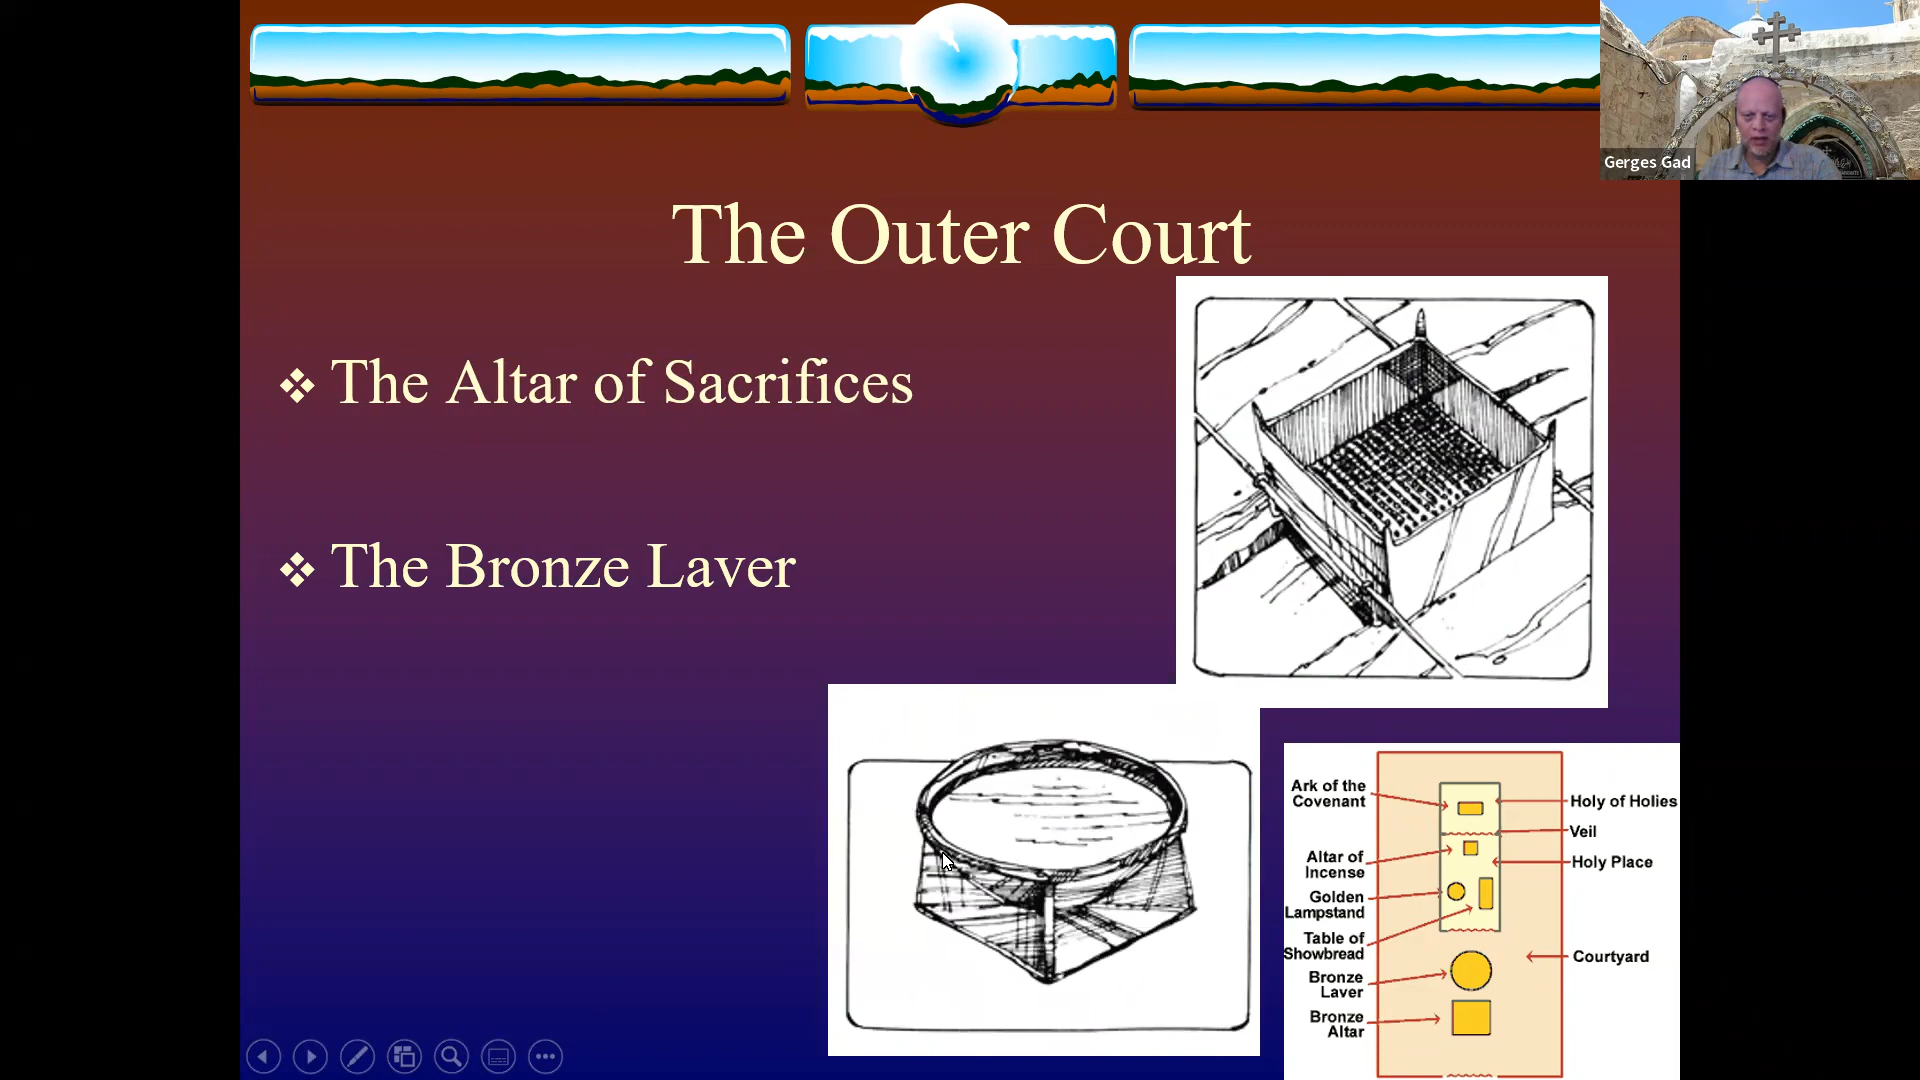 Gerges Gad
The Outer Court
The Altar of Sacrifices
The Bronze Laver
Ark of the
Covenant
Holy of Holies
Veil
Altar of
Incense
Holy Place
Golden
Lampstand
Table of
Showbread
Courtyard
Bronze
Laver
Bronze
Altar